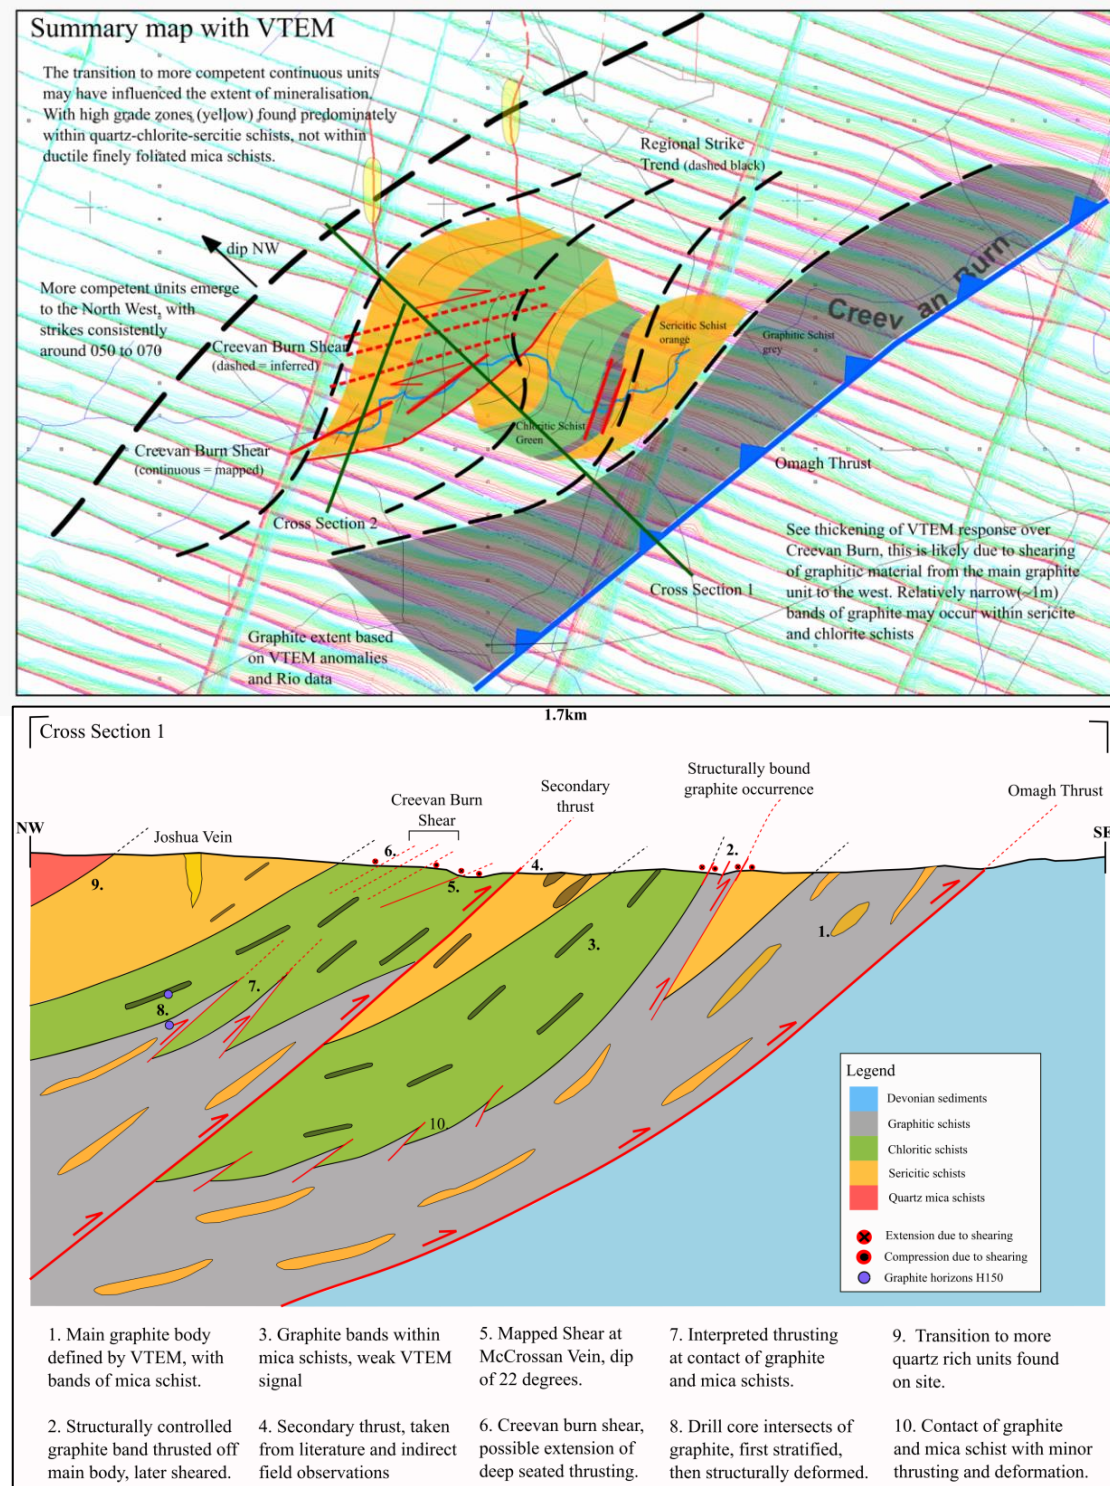 Summary map with VTEM
The transition to more competent continuous units
may have influenced the extent of mineralisation.
With high grade zones (yellow) found predominately
within quartz-chlorite-sercitie schists, not within
ductile finely foliated mica schists.
Regional Strike
Trend (dashed black)
dip NW
More competent units emerge
to the North West, with
strikes consistently
around 050 to 070
Creevan Burn Shear
(dashed = inferred)
Creevan Burn Shear
(continuous = mapped)
Cross Section 2
Sericitic Schist
orange
Graphitic Schist
grey
Chloritic Schist
Green
Creev an Burn
Omagh Thrust
Cross Section 1
See thickening of VTEM response over
Creevan Burn, this is likely due to shearing
of graphitic material from the main graphite
unit to the west. Relatively narrow(~1m)
bands of graphite may occur within sericite
and chlorite schists
Graphite extent based
on VTEM anomalies
and Rio data
1.7km
Cross Section 1
NW
Joshua Vein
Creevan Burn
Shear
Secondary
thrust
Structurally bound
graphite occurrence
Omagh Thrust
SE
9.
6.
5.
4.
2.
1.
3.
7.
8.
10.
Legend
Devonian sediments
Graphitic schists
Chloritic schists
Sericitic schists
Quartz mica schists
Extension due to shearing
Compression due to shearing
Graphite horizons H150
1. Main graphite body
defined by VTEM, with
bands of mica schist.
2. Structurally controlled
graphite band thrusted off
main body, later sheared.
3. Graphite bands within
mica schists, weak VTEM
signal
4. Secondary thrust, taken
from literature and indirect
field observations
5. Mapped Shear at
McCrossan Vein, dip
of 22 degrees.
6. Creevan burn shear,
possible extension of
deep seated thrusting.
7. Interpreted thrusting
at contact of graphite
and mica schists.
8. Drill core intersects of
graphite, first stratified,
then structurally deformed.
9. Transition to more
quartz rich units found
on site.
10. Contact of graphite
and mica schist with minor
thrusting and deformation.